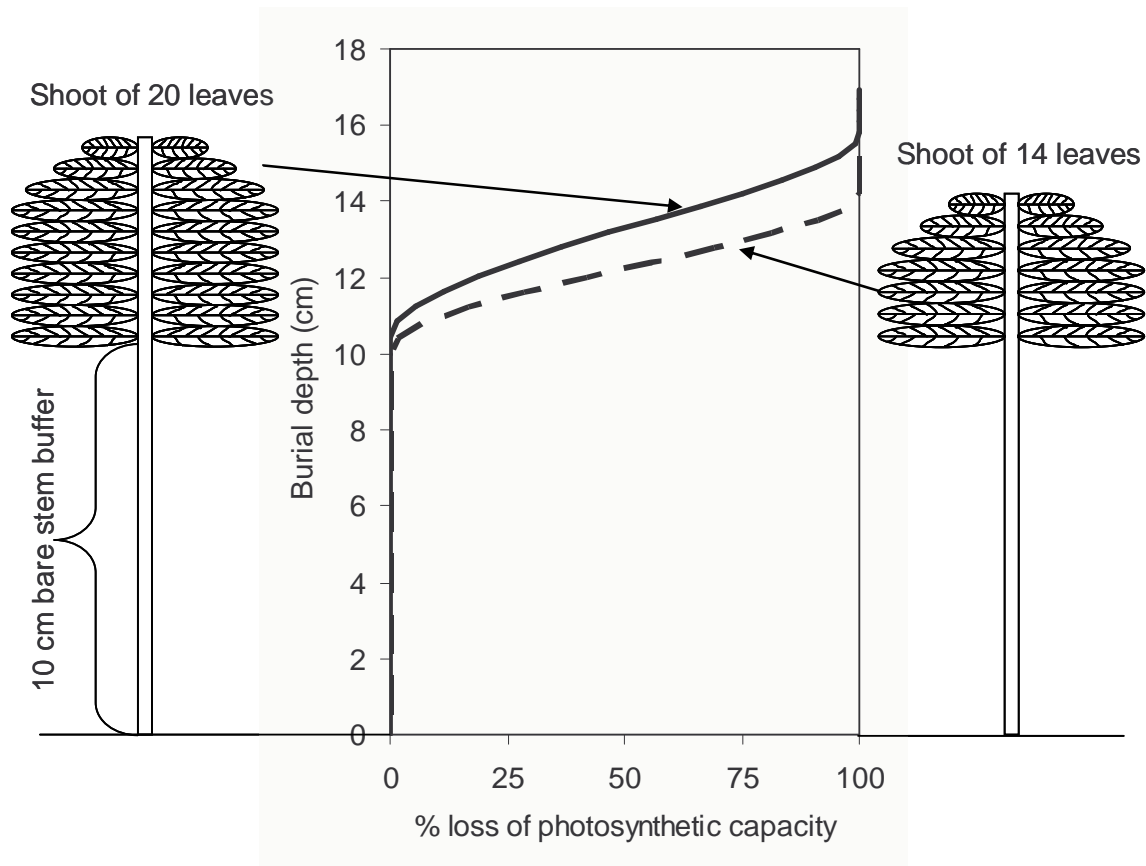 Shoot of 20 leaves
Shoot of 14 leaves
10 cm bare stem buffer
Burial depth (cm)
18
16
14
12
10
8
6
4
2
0
0 25 50 75 100
% loss of photosynthetic capacity